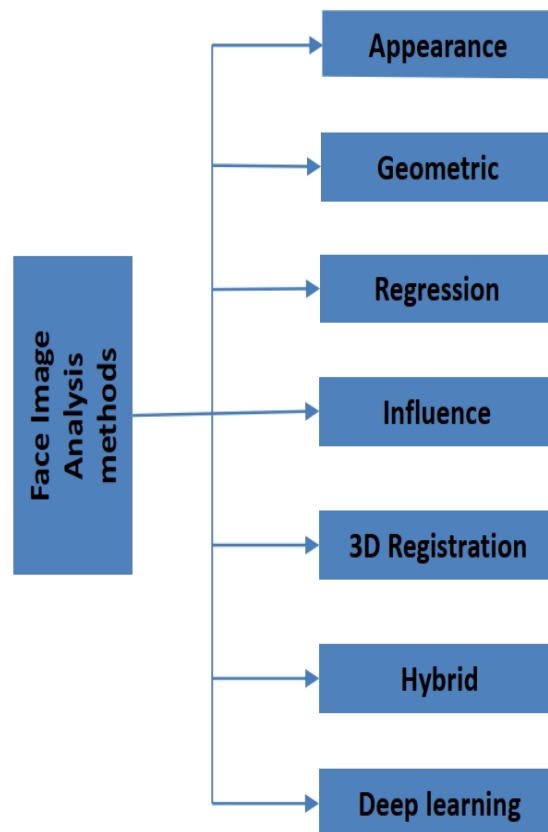 Face Image
Analysis
methods
Appearance
Geometric
Regression
Influence
3D Registration
Hybrid
Deep learning